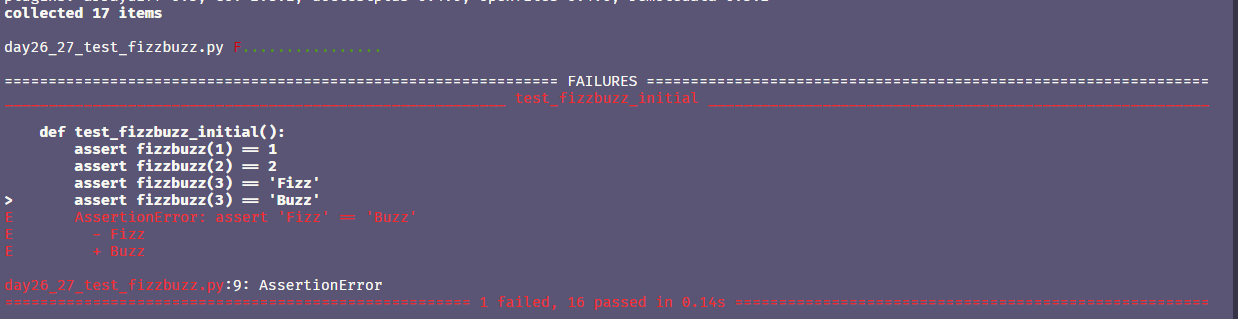 collected 17 items
day26_27_test_fizzbuzz.py F................
============================== FAILURES ==============================
______________________________ test_fizzbuzz_initial ______________________________
def test_fizzbuzz_initial():
assert fizzbuzz(1) == 1
assert fizzbuzz(2) == 2
assert fizzbuzz(3) == 'Fizz'
> assert fizzbuzz(3) == 'Buzz'
E AssertionError: assert 'Fizz' == 'Buzz'
E - Fizz
E + Buzz
day26_27_test_fizzbuzz.py:9: AssertionError
============================== 1 failed, 16 passed in 0.14s ==============================